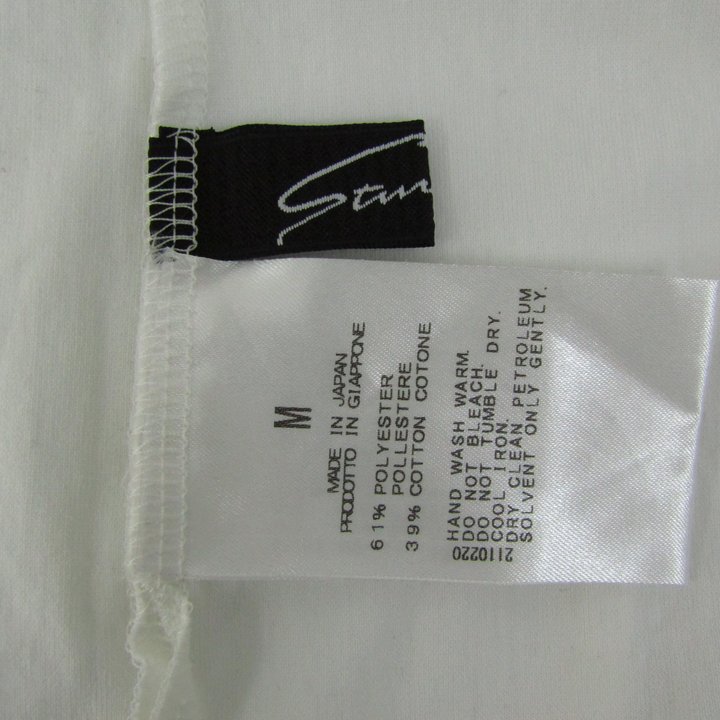 M
MADE IN JAPAN
PRODOTTO IN GIAPPONE
61% POLYESTER
POLLESTERE
39% COTTON COTONE
HAND WASH WARM.
DO NOT BLEACH.
DO NOT TUMBLE DRY.
COOL IRON.
DRY CLEAN, PETROLEUM
SOLVENT ONLY GENTLY.
2110220